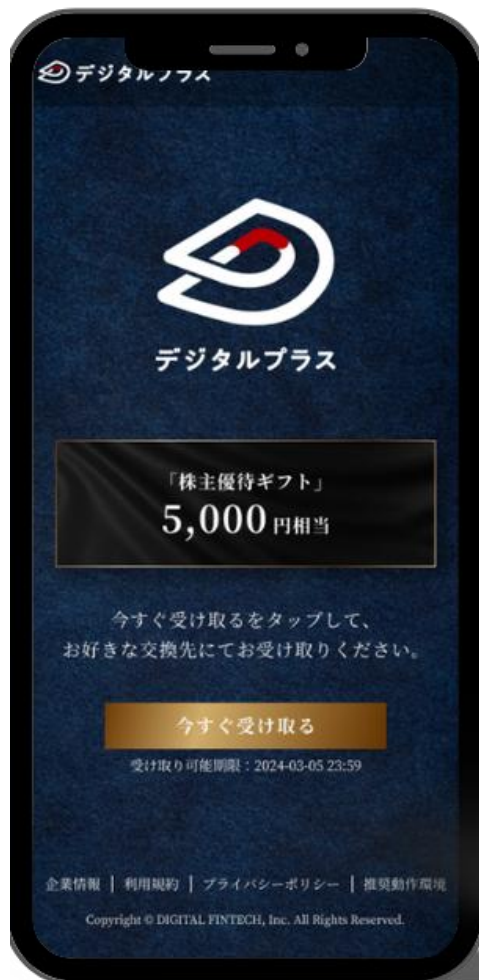 デジタルプラス
デジタルプラス
「株主優待ギフト」
5,000円相当
今すぐ受け取るをタップして、
お好きな交換先にてお受け取りください。
今すぐ受け取る
受け取り可能期限：2024-03-05 23:59
企業情報 | 利用規約 | プライバシーポリシー | 推奨動作環境
Copyright © DIGITAL FINTECH, Inc. All Rights Reserved.